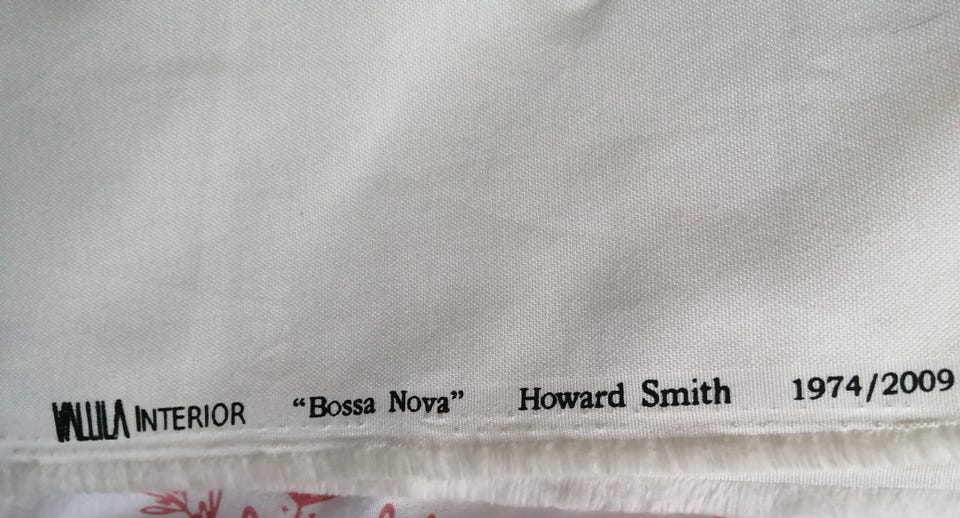 VALLILA INTERIOR "Bossa Nova" Howard Smith 1974/2009